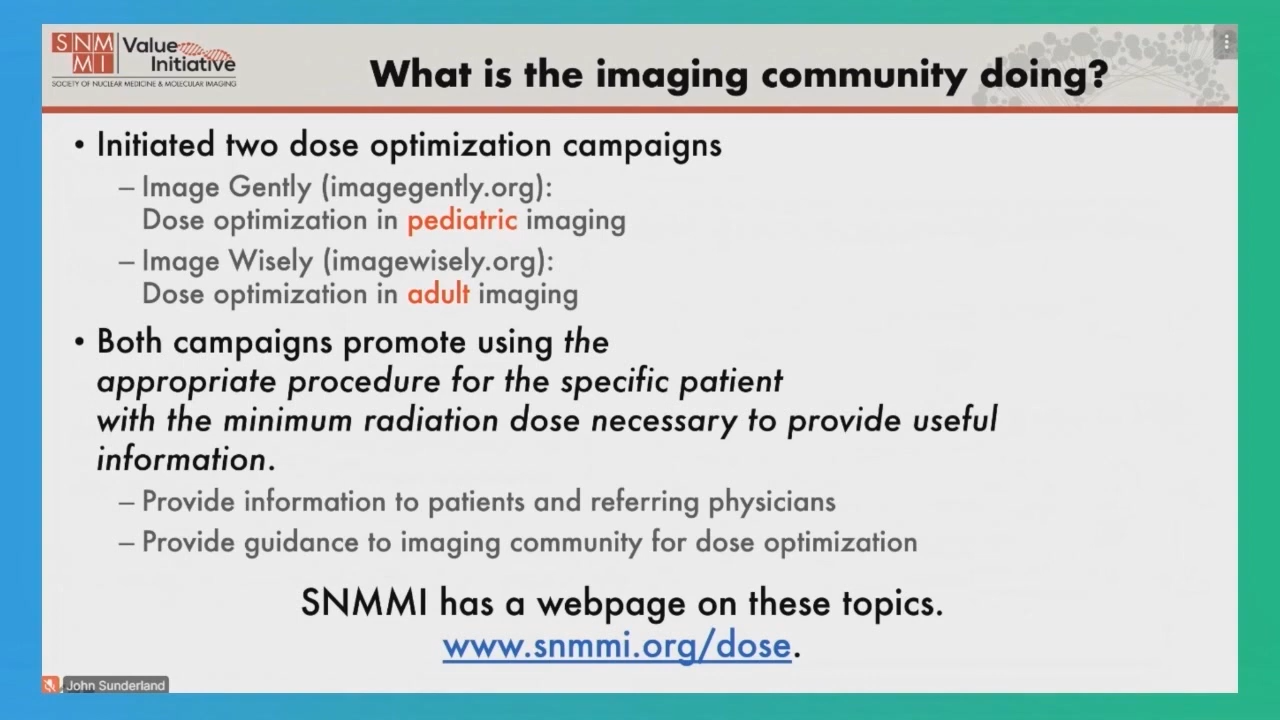 SNM
MI
Value
Initiative
SOCIETY OF NUCLEAR MEDICINE & MOLECULAR IMAGING
What is the imaging community doing?
• Initiated two dose optimization campaigns
– Image Gently (imagegently.org):
Dose optimization in pediatric imaging
– Image Wisely (imagewisely.org):
Dose optimization in adult imaging
• Both campaigns promote using the
appropriate procedure for the specific patient
with the minimum radiation dose necessary to provide useful
information.
– Provide information to patients and referring physicians
– Provide guidance to imaging community for dose optimization
SNMMI has a webpage on these topics.
www.snmmi.org/dose.
John Sunderland